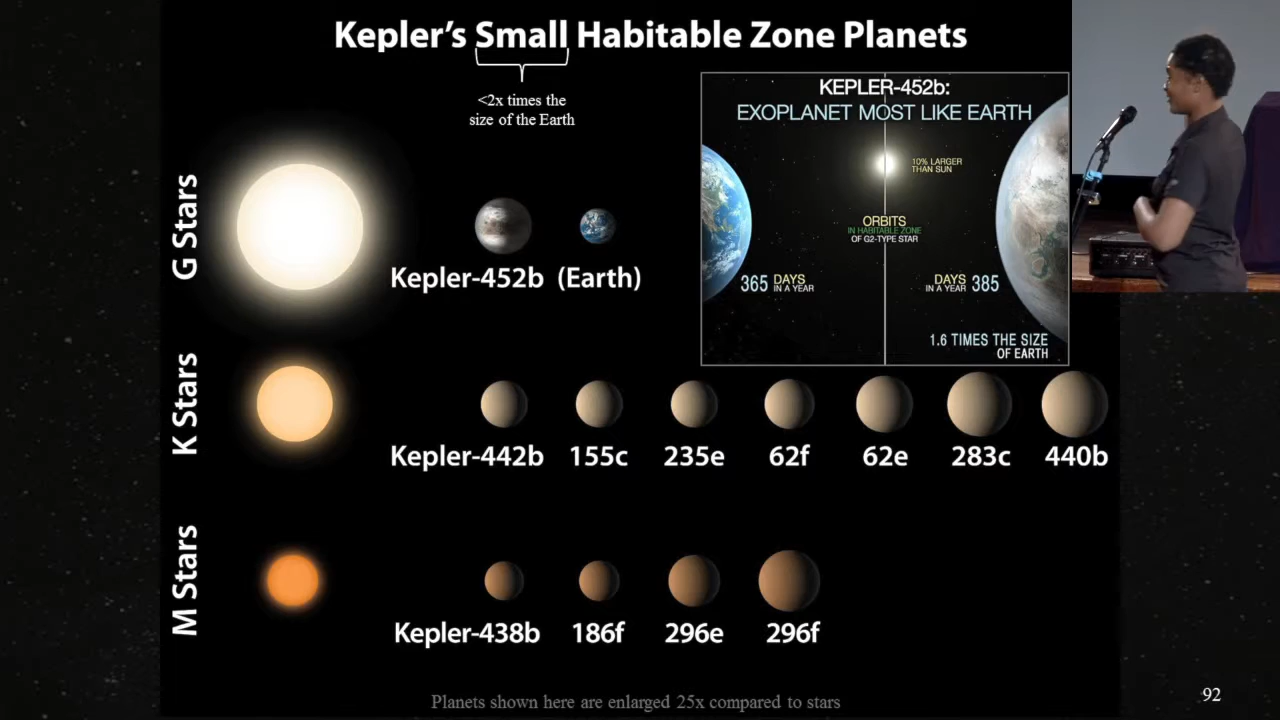 Kepler's Small Habitable Zone Planets
<2x times the
size of the Earth
KEPLER-452b:
EXOPLANET MOST LIKE EARTH
10% LARGER
THAN SUN
ORBITS
IN HABITABLE ZONE
OF G2-TYPE STAR
365 DAYS
IN A YEAR
DAYS
IN A YEAR 385
1.6 TIMES THE SIZE
OF EARTH
G Stars
Kepler-452b (Earth)
K Stars
Kepler-442b 155c 235e 62f 62e 283c 440b
M Stars
Kepler-438b 186f 296e 296f
Planets shown here are enlarged 25x compared to stars
92